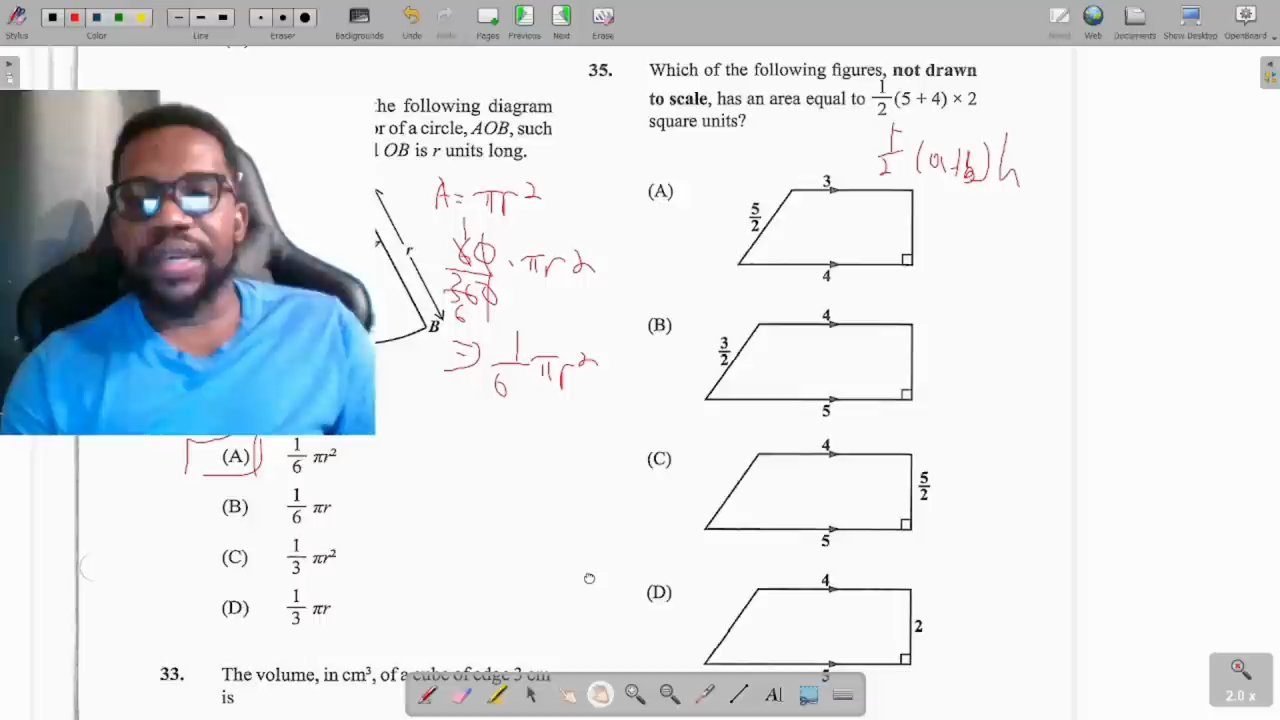 Stylus
Color
Line
Eraser
Backgrounds
Undo
Redo
Pages
Previous
Next
Erase
Board
Web
Documents
Show Desktop
OpenBoard
the following diagram
or of a circle, AOB, such
OB is r units long.
r
B
A = πr2
60
360
6
. πr2
⇒ 1/6 πr2
(A) 1/6 πr²
(B) 1/6 πr
(C) 1/3 πr²
(D) 1/3 πr
33. The volume, in cm³, of a cube of edge 3 cm
is
35. Which of the following figures, not drawn
to scale, has an area equal to 1/2 (5 + 4) × 2
square units?
1/2 (a+b)h
(A)
3
5/2
4
(B)
4
3/2
5
(C)
4
5/2
5
(D)
4
2
5
2.0 x